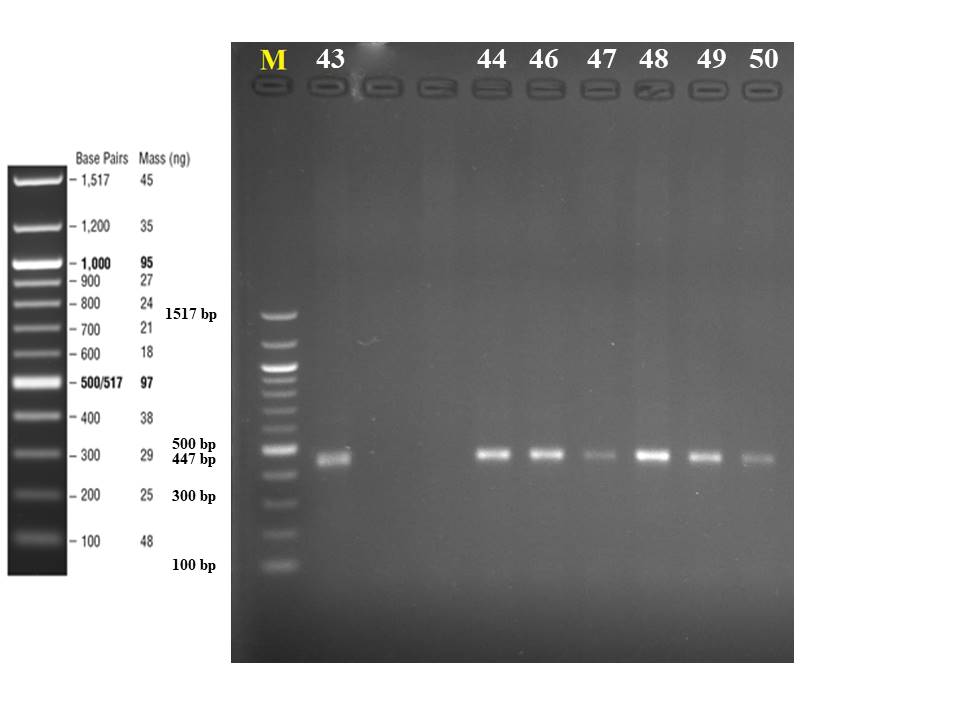 M 43 44 46 47 48 49 50
Base Pairs Mass (ng)
1,517 45
1,200 35
1,000 95
900 27
800 24
700 21
600 18
500/517 97
400 38
300 29
200 25
100 48
1517 bp
500 bp
447 bp
300 bp
100 bp